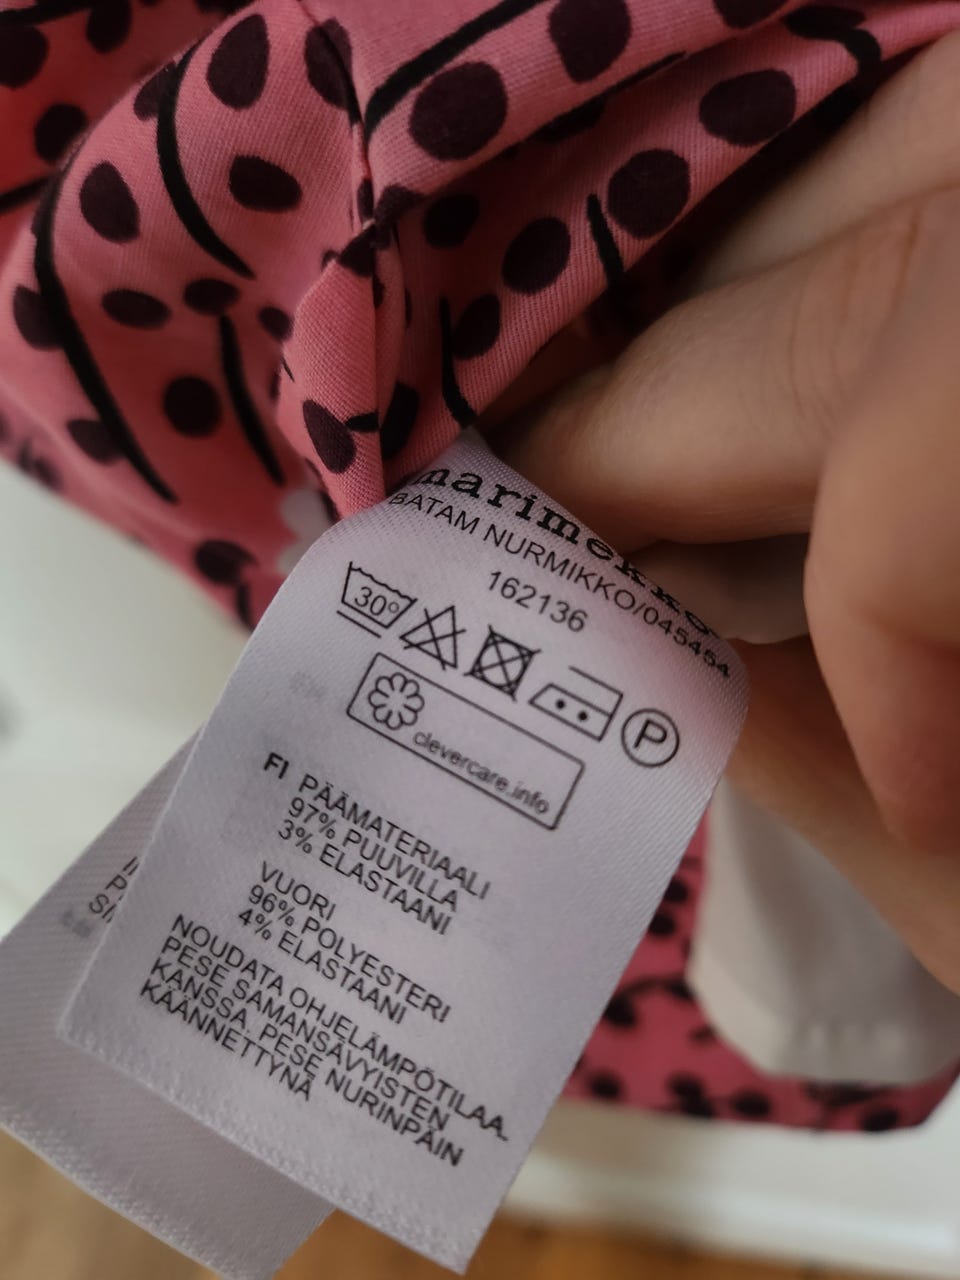 marimekko
BATAM NURMIKKO/045454
162136
30°
P
clevercare.info
FI PÄÄMATERIAALI
97% PUUVILLA
3% ELASTAANI
VUORI
96% POLYESTERI
4% ELASTAANI
NOUDATA OHJELÄMPÖTILAA.
PESE SAMANSÄVYISTEN
KANSSA. PESE NURINPÄIN
KÄÄNNETTYNÄ